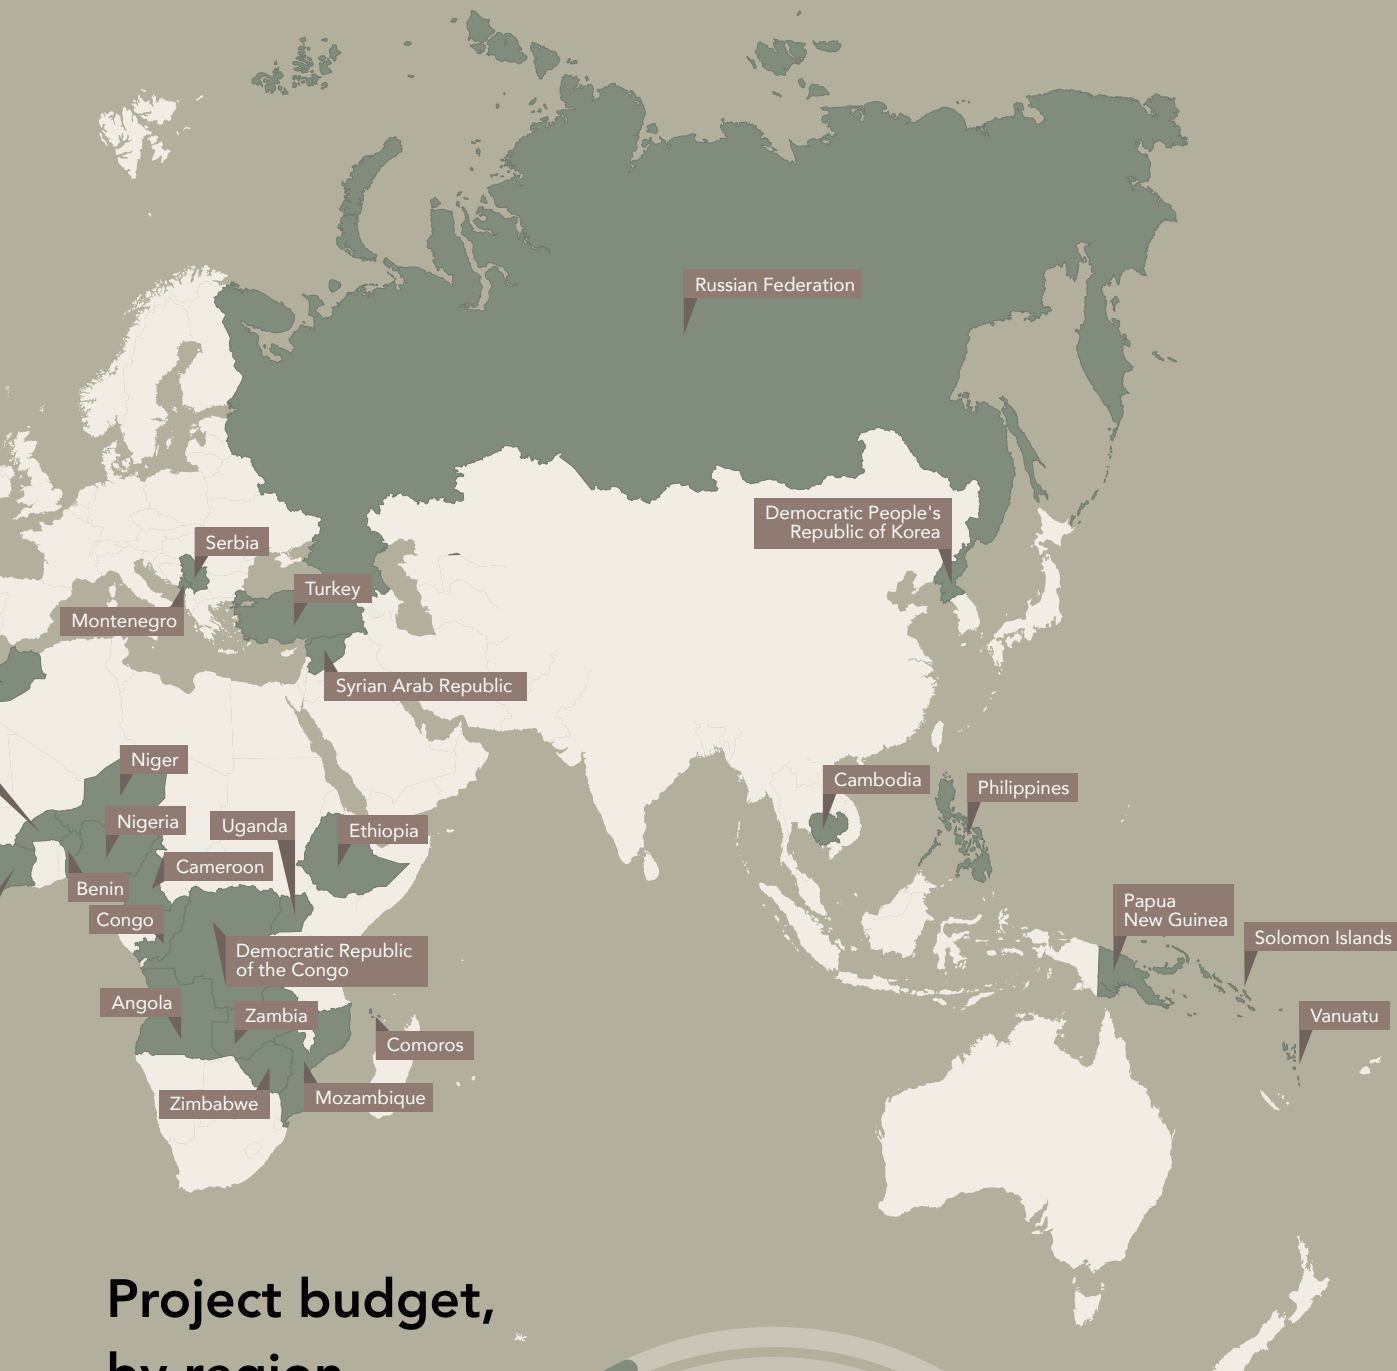 Russian Federation
Democratic People's
Republic of Korea
Serbia
Turkey
Montenegro
Syrian Arab Republic
Niger
Cambodia
Philippines
Nigeria
Uganda
Ethiopia
Cameroon
Benin
Congo
Papua
New Guinea
Solomon Islands
Democratic Republic
of the Congo
Angola
Zambia
Vanuatu
Comoros
Zimbabwe
Mozambique
Project budget,
by region